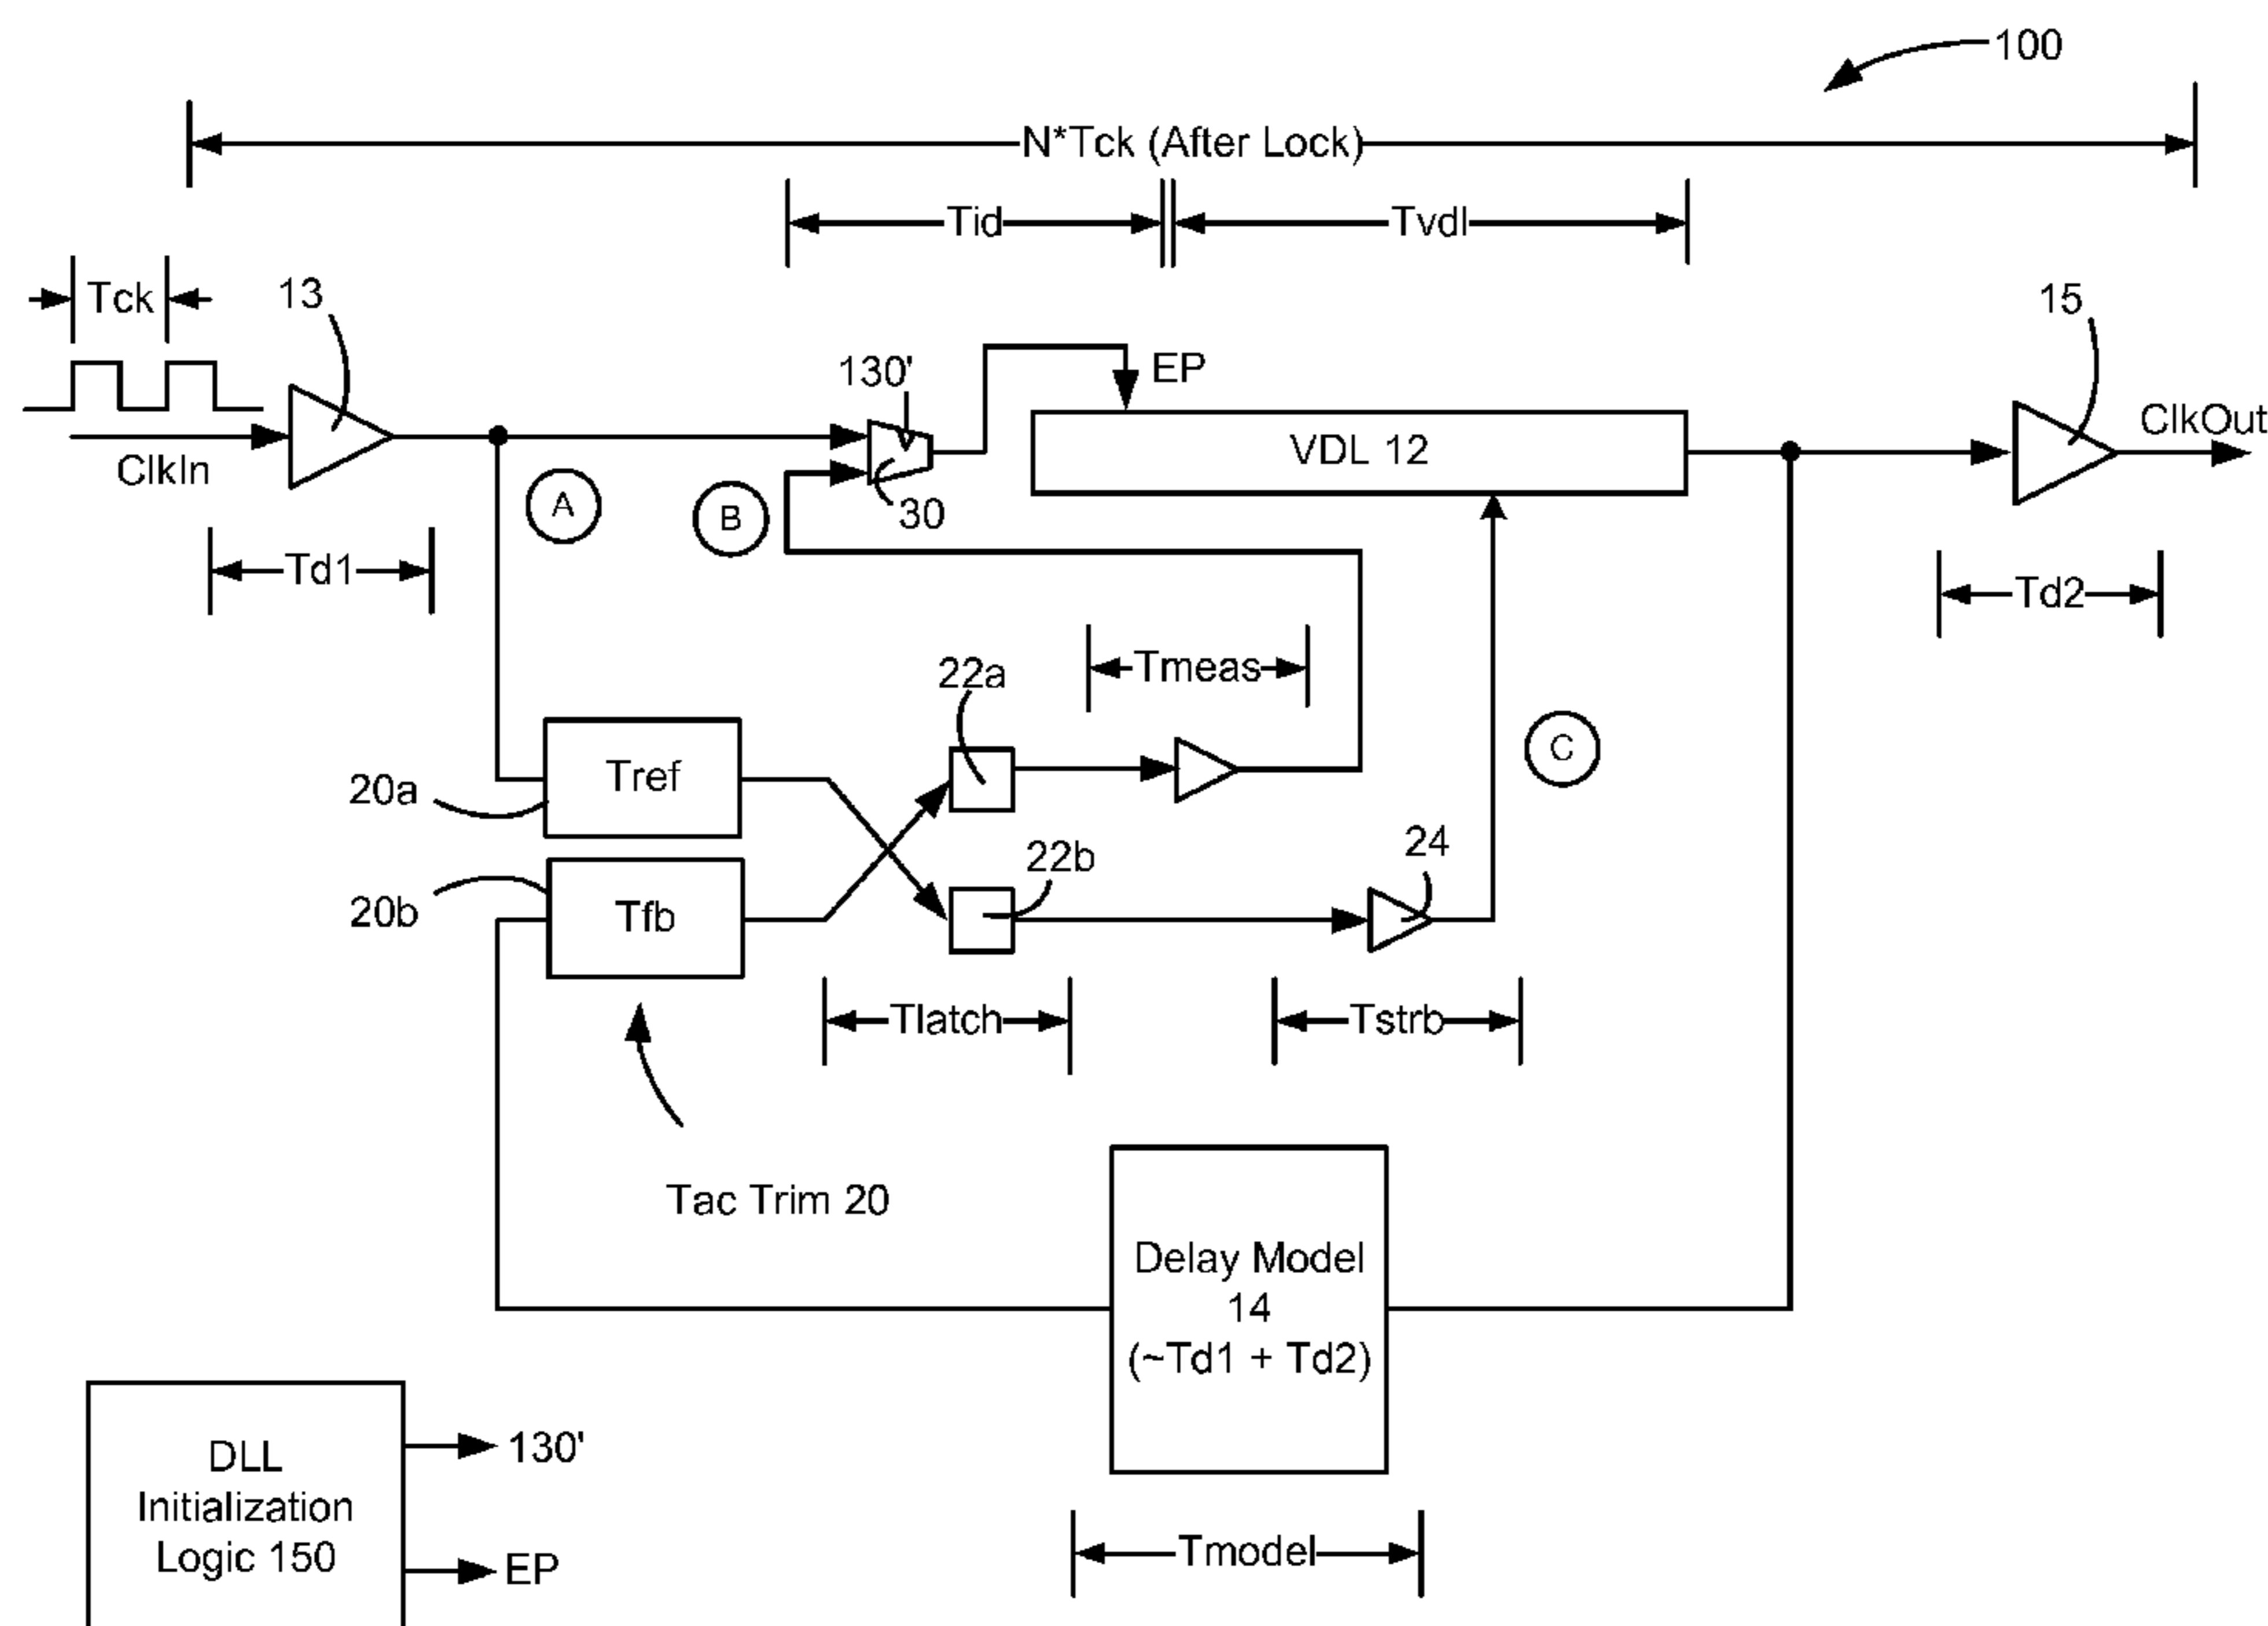 100
N*Tck (After Lock)
Tid
Tvdl
Tck
13
15
130'
EP
ClkIn
VDL 12
ClkOut
A
B
30
Td1
Td2
Tmeas
22a
C
Tref
20a
24
22b
Tfb
20b
Tlatch
Tstrb
Tac Trim 20
Delay Model
14
(~Td1 + Td2)
DLL
Initialization
Logic 150
130'
EP
Tmodel